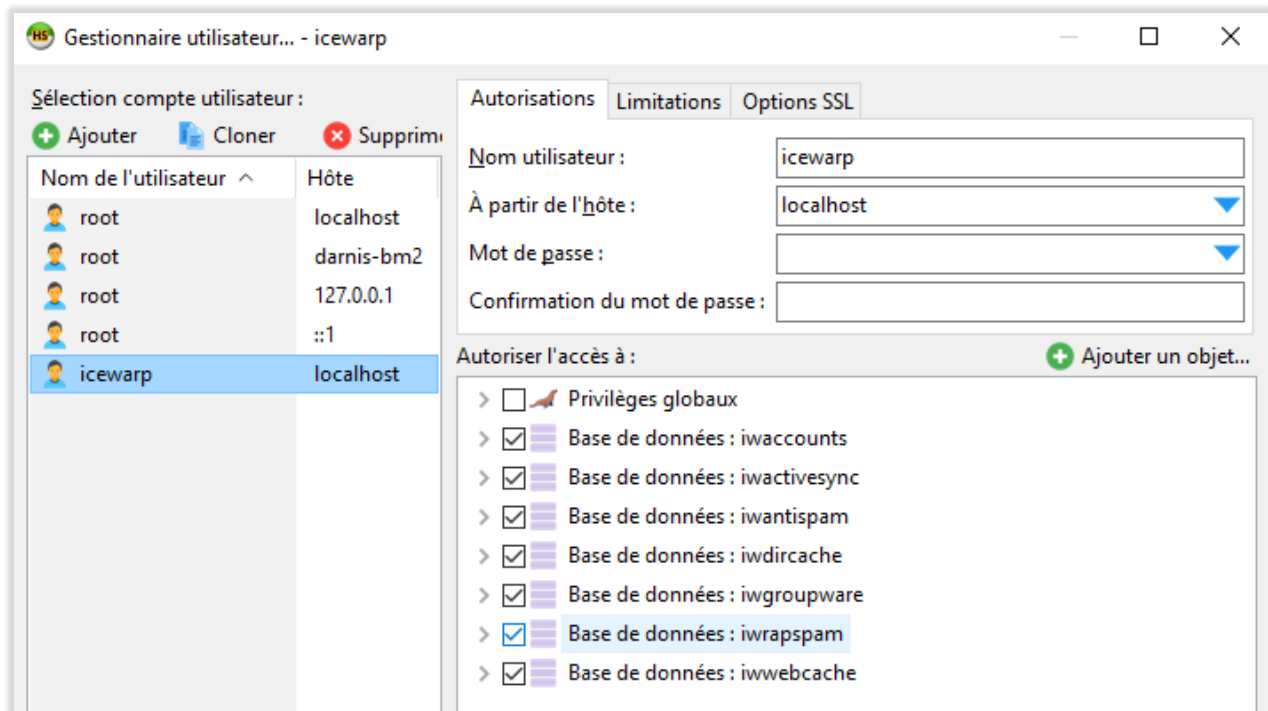 HS Gestionnaire utilisateur... - icewarp
Sélection compte utilisateur :
Ajouter Cloner Supprim
Nom de l'utilisateur Hôte
root localhost
root darnis-bm2
root 127.0.0.1
root ::1
icewarp localhost
Autorisations Limitations Options SSL
Nom utilisateur : icewarp
À partir de l'hôte : localhost
Mot de passe :
Confirmation du mot de passe :
Autoriser l'accès à : Ajouter un objet...
Privilèges globaux
Base de données : iwaccounts
Base de données : iwactivesync
Base de données : iwantispam
Base de données : iwdircache
Base de données : iwgroupware
Base de données : iwrapspam
Base de données : iwwebcache